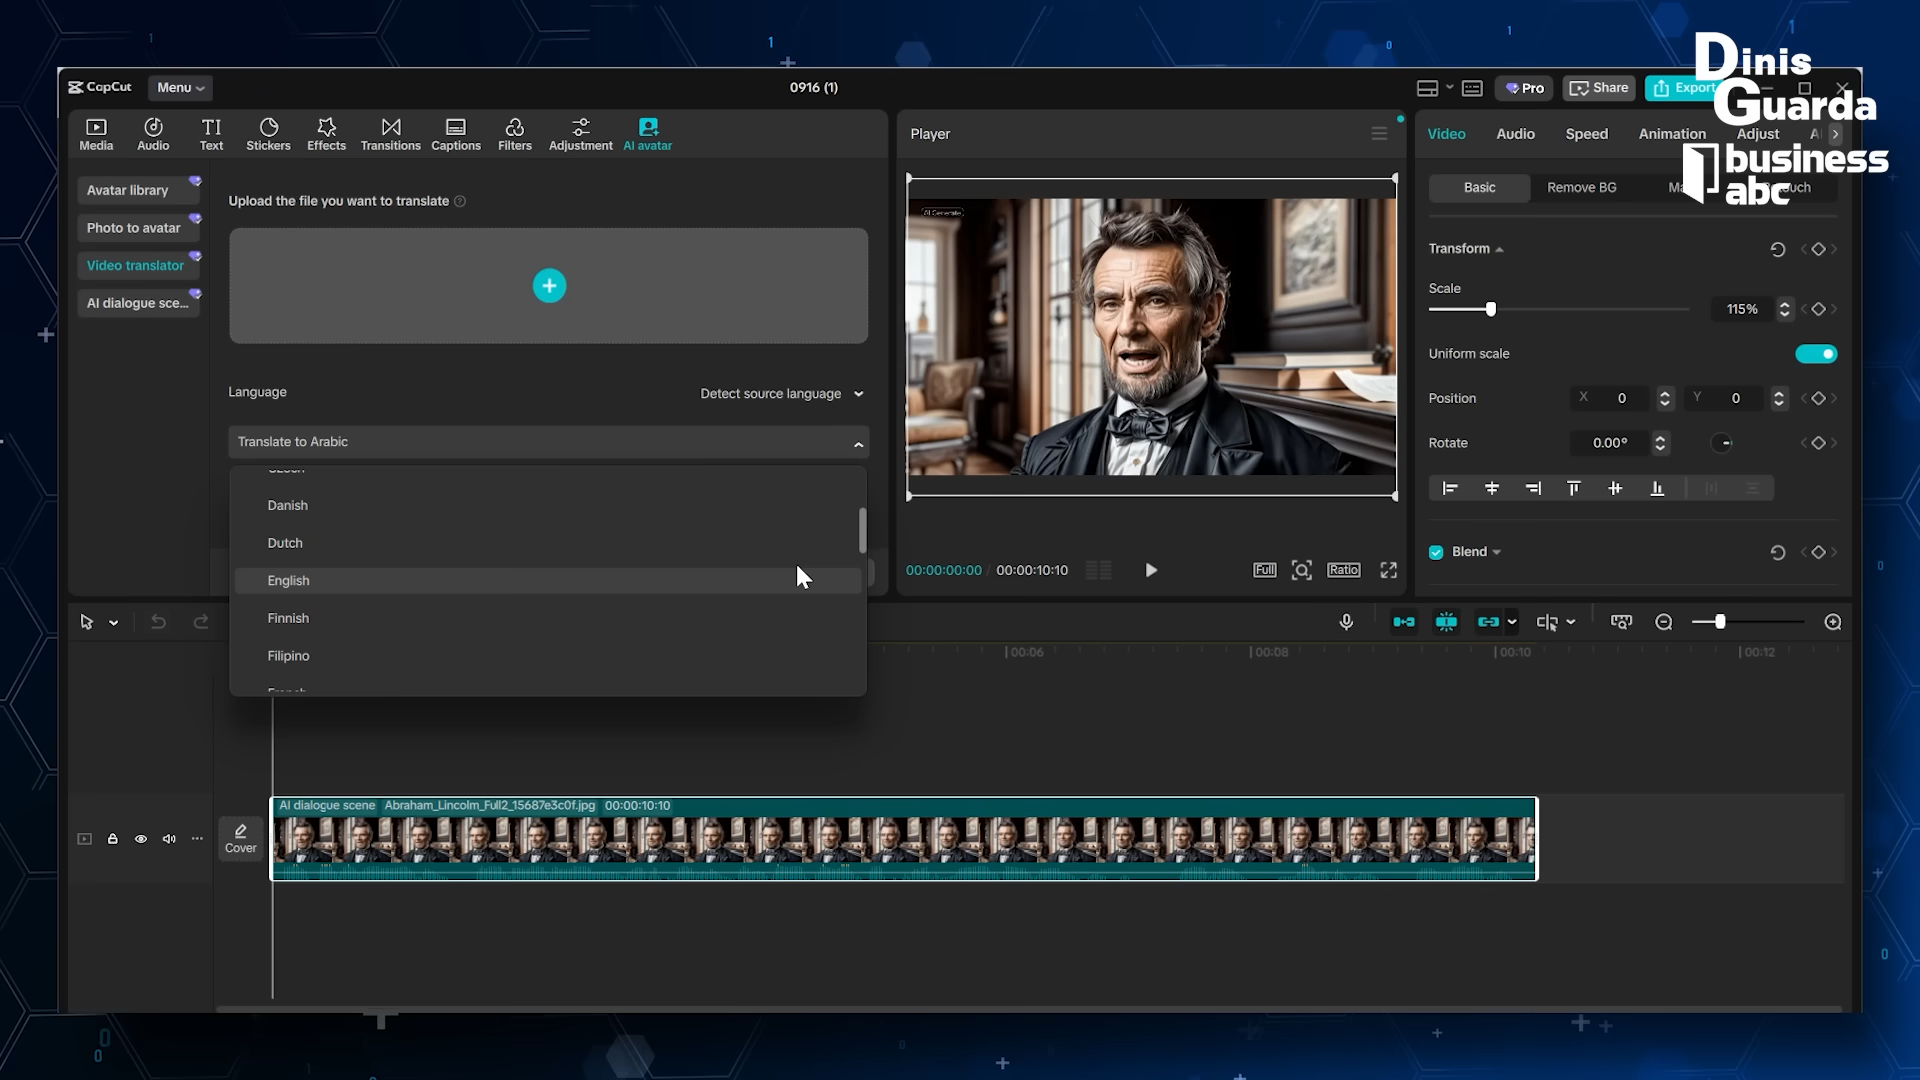 Dinis
Guarda
business
abc
CapCut
Menu
0916 (1)
Pro
Share
Export
Media
Audio
Text
Stickers
Effects
Transitions
Captions
Filters
Adjustment
AI avatar
Avatar library
Photo to avatar
Video translator
AI dialogue sce...
Upload the file you want to translate
Language
Detect source language
Translate to Arabic
Czech
Danish
Dutch
English
Finnish
Filipino
French
Player
AI Generate
00:00:00:00 / 00:00:10:10
Full
Ratio
Video
Audio
Speed
Animation
Adjust
Basic
Remove BG
Transform
Scale
115%
Uniform scale
Position
X 0
Y 0
Rotate
0.00°
Blend
00:06
00:08
00:10
00:12
Cover
AI dialogue scene Abraham_Lincolm_Full2_15687e3c0f.jpg 00:00:10:10